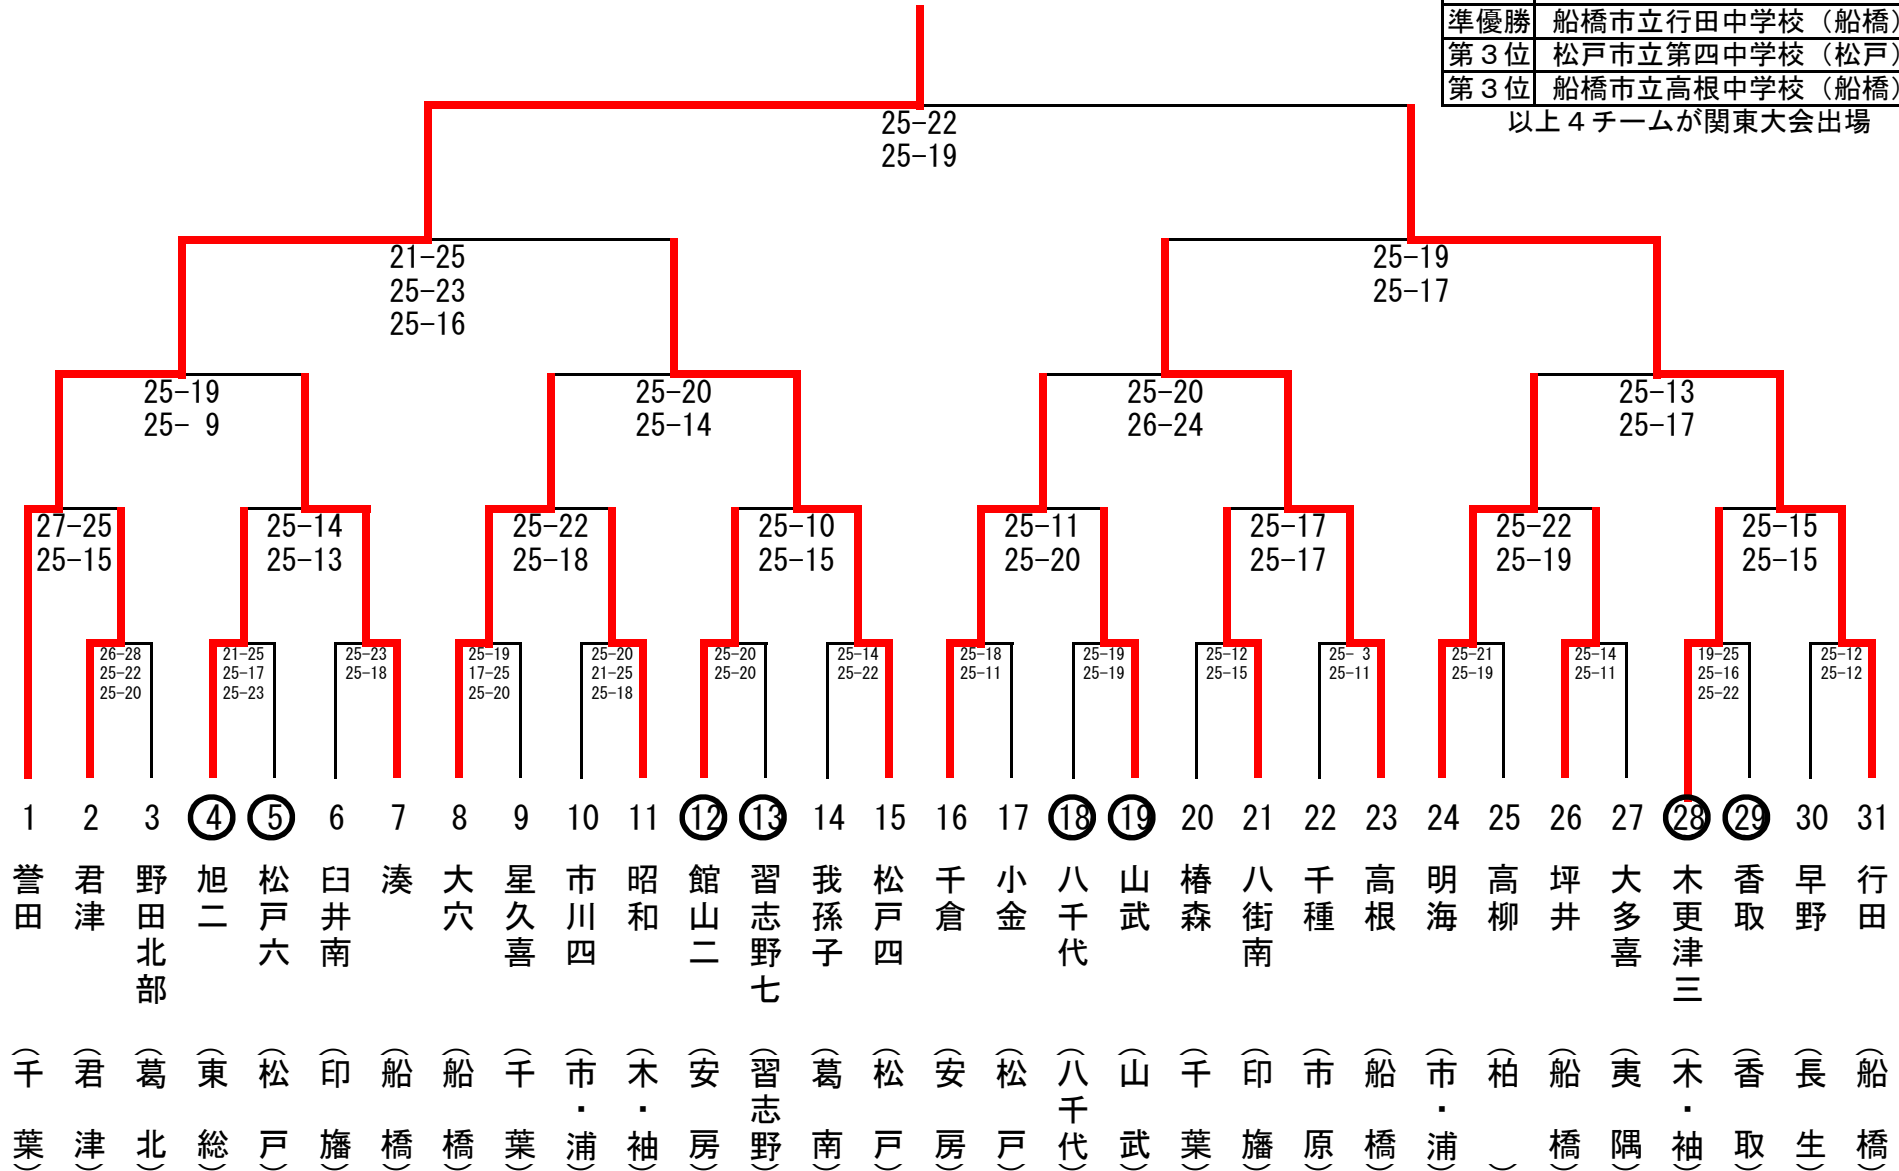 準優勝 船橋市立行田中学校（船橋）
第３位 松戸市立第四中学校（松戸）
第３位 船橋市立高根中学校（船橋）
以上４チームが関東大会出場
25-22
25-19
21-25
25-23
25-16
25-19
25-17
25-19
25- 9
25-20
25-14
25-20
26-24
25-13
25-17
27-25
25-15
25-14
25-13
25-22
25-18
25-10
25-15
25-11
25-20
25-17
25-17
25-22
25-19
25-15
25-15
26-28
25-22
25-20
21-25
25-17
25-23
25-23
25-18
25-19
17-25
25-20
25-20
21-25
25-18
25-20
25-20
25-14
25-22
25-18
25-11
25-19
25-19
25-12
25-15
25- 3
25-11
25-21
25-19
25-14
25-11
19-25
25-16
25-22
25-12
25-12
1 2 3 4 5 6 7 8 9 10 11 12 13 14 15 16 17 18 19 20 21 22 23 24 25 26 27 28 29 30 31
誉田
君津
野田北部
旭二
松戸六
臼井南
湊
大穴
星久喜
市川四
昭和
館山二
習志野七
我孫子
松戸四
千倉
小金
八千代
山武
椿森
八街南
千種
高根
明海
高柳
坪井
大多喜
木更津三
香取
早野
行田
（千葉）
（君津）
（葛北）
（東総）
（松戸）
（印旛）
（船橋）
（船橋）
（千葉）
（市・浦）
（木・袖）
（安房）
（習志野）
（葛南）
（松戸）
（安房）
（松戸）
（八千代）
（山武）
（千葉）
（印旛）
（市原）
（船橋）
（市・浦）
（柏）
（船橋）
（夷隅）
（木・袖）
（香取）
（長生）
（船橋）